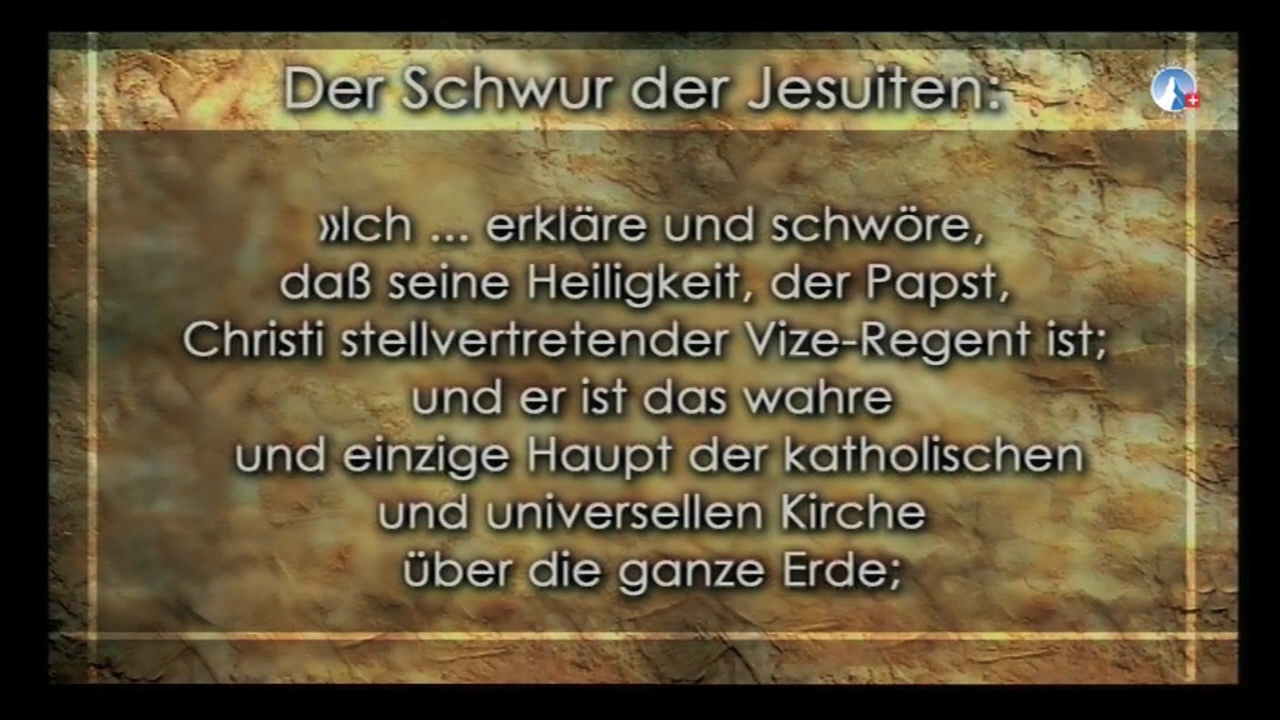 Der Schwur der Jesuiten:
»Ich ... erkläre und schwöre,
daß seine Heiligkeit, der Papst,
Christi stellvertretender Vize-Regent ist;
und er ist das wahre
und einzige Haupt der katholischen
und universellen Kirche
über die ganze Erde;